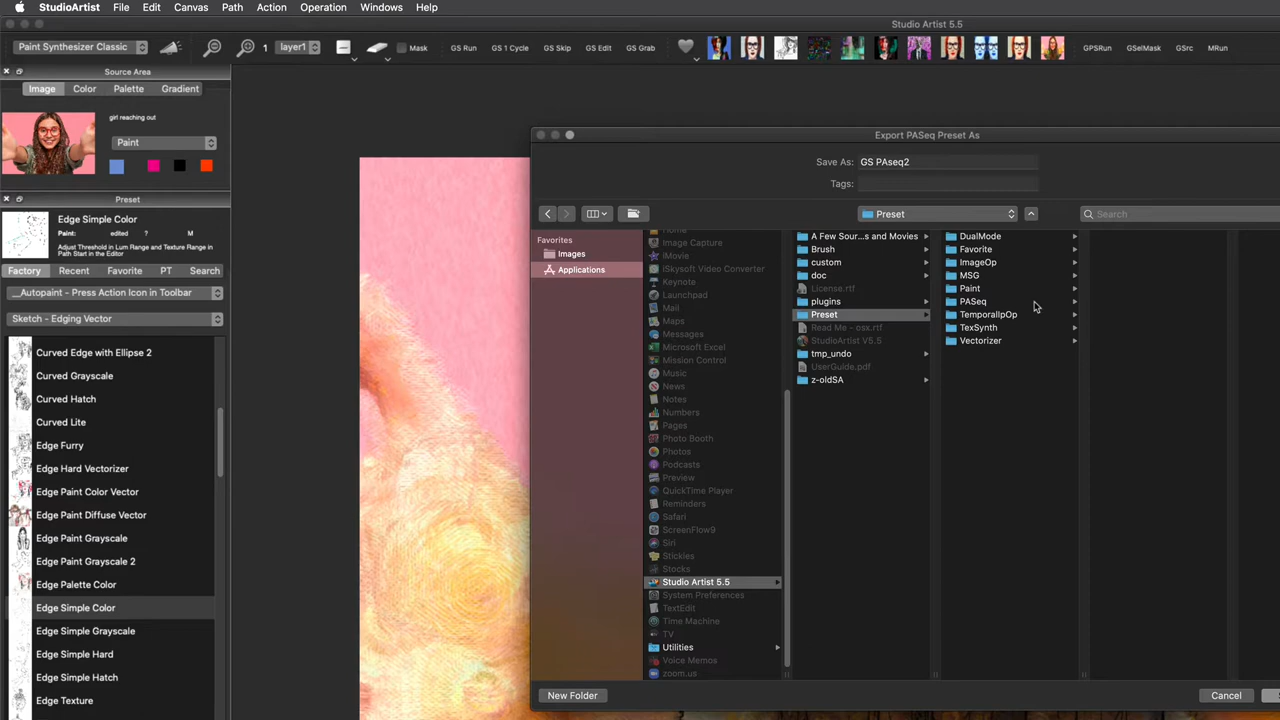 StudioArtist File Edit Canvas Path Action Operation Windows Help
Studio Artist 5.5
Paint Synthesizer Classic 1 layer1 Mask GS Run GS 1 Cycle GS Skip GS Edit GS Grab GPSRun GSelMask GSrc MRun
Source Area
Image Color Palette Gradient
girl reaching out
Paint
Preset
Edge Simple Color
edited ? M
Adjust Threshold in Lum Range and Texture Range in
Path Start in the Editor
Factory Recent Favorite PT Search
__Autopaint - Press Action Icon in Toolbar
Sketch - Edging Vector
Curved Edge with Ellipse 2
Curved Grayscale
Curved Hatch
Curved Lite
Edge Furry
Edge Hard Vectorizer
Edge Paint Color Vector
Edge Paint Diffuse Vector
Edge Paint Grayscale
Edge Paint Grayscale 2
Edge Palette Color
Edge Simple Color
Edge Simple Grayscale
Edge Simple Hard
Edge Simple Hatch
Edge Texture
Export PASeq Preset As
Save As: GS PAseq2
Tags:
Preset
Search
Favorites
Images
Applications
Home
Image Capture
iMovie
iSkysoft Video Converter
Keynote
Launchpad
Mail
Maps
Messages
Microsoft Excel
Mission Control
Music
News
Notes
Numbers
Pages
Photo Booth
Photos
Podcasts
Preview
QuickTime Player
Reminders
Safari
ScreenFlow9
Siri
Stickies
Stocks
Studio Artist 5.5
System Preferences
TextEdit
Time Machine
TV
Utilities
Voice Memos
zoom.us
A Few Sour...s and Movies
Brush
custom
doc
License.rtf
plugins
Preset
Read Me - osx.rtf
StudioArtist V5.5
tmp_undo
UserGuide.pdf
z-oldSA
DualMode
Favorite
ImageOp
MSG
Paint
PASeq
TemporalIpOp
TexSynth
Vectorizer
New Folder
Cancel